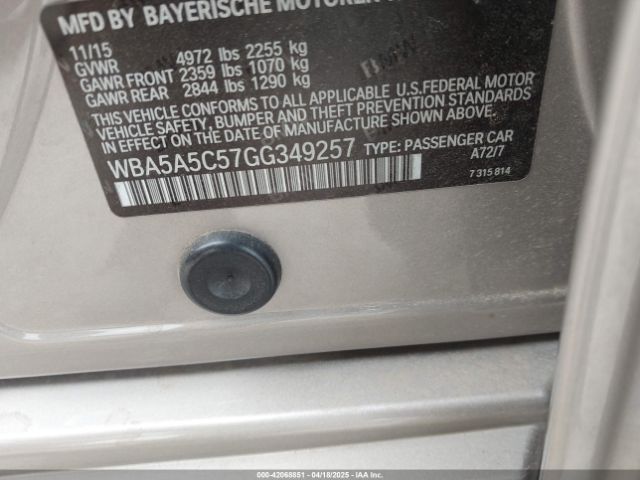 MFD BY BAYERISCHE MOTOREN
11/15
GVWR 4972 lbs 2255 kg
GAWR FRONT 2359 lbs 1070 kg
GAWR REAR 2844 lbs 1290 kg
THIS VEHICLE CONFORMS TO ALL APPLICABLE U.S.FEDERAL MOTOR
VEHICLE SAFETY, BUMPER, AND THEFT PREVENTION STANDARDS
IN EFFECT ON THE DATE OF MANUFACTURE SHOWN ABOVE.
WBA5A5C57GG349257 TYPE: PASSENGER CAR
A72/7
7 315 814
000-42068851 04/18/2025 IAAI.COM